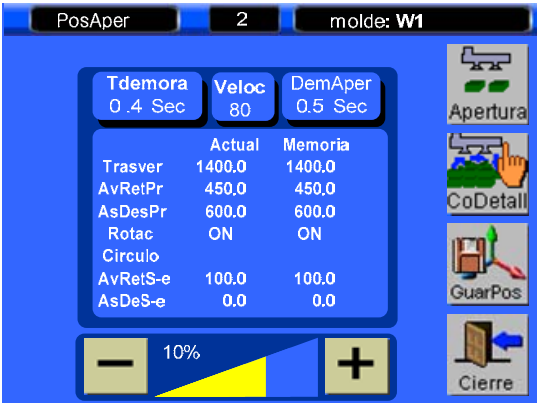 PosAper 2 molde: W1
Tdemora Veloc DemAper
0 .4 Sec 80 0.5 Sec
Apertura
Actual Memoria
Trasver 1400.0 1400.0
AvRetPr 450.0 450.0
AsDesPr 600.0 600.0
Rotac ON ON
Circulo
AvRetS-e 100.0 100.0
AsDeS-e 0.0 0.0
CoDetall
GuarPos
− 10% +
Cierre